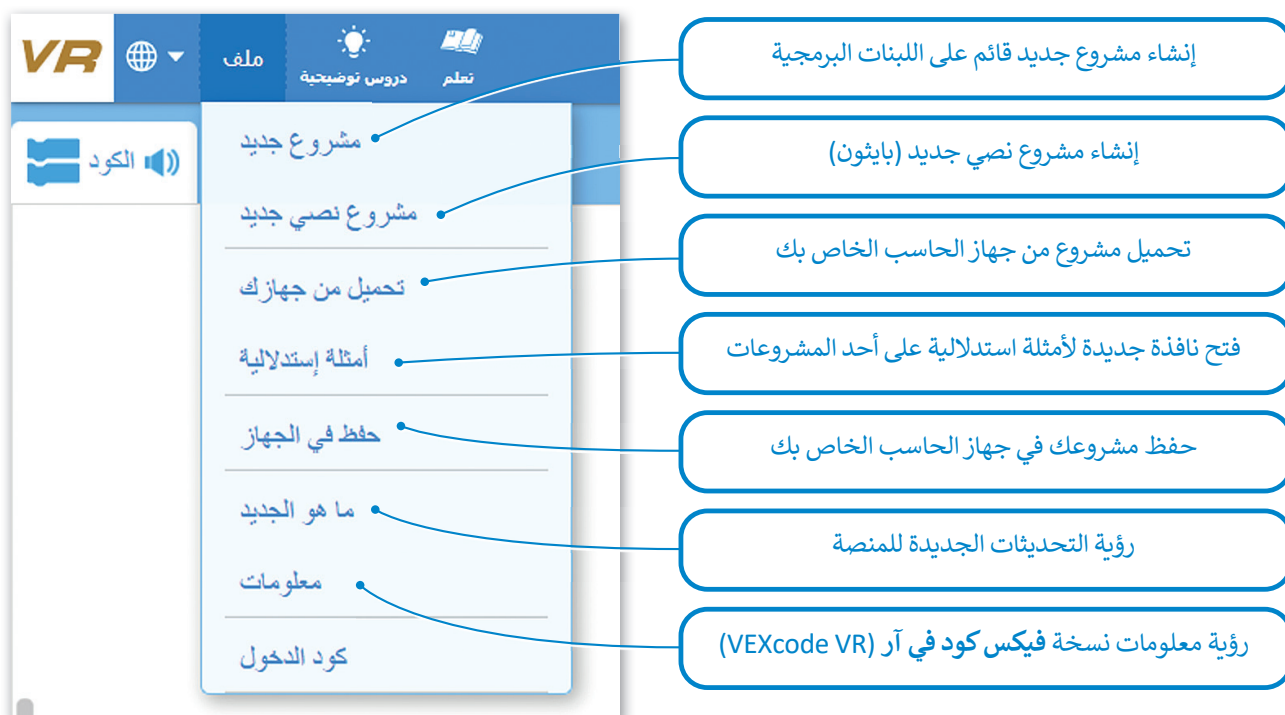 VR
ملف
دروس توضيحية
تعلم
الكود
مشروع جديد
مشروع نصي جديد
تحميل من جهازك
أمثلة إستدلالية
حفظ في الجهاز
ما هو الجديد
معلومات
كود الدخول
إنشاء مشروع جديد قائم على اللبنات البرمجية
إنشاء مشروع نصي جديد (بايثون)
تحميل مشروع من جهاز الحاسب الخاص بك
فتح نافذة جديدة لأمثلة استدلالية على أحد المشروعات
حفظ مشروعك في جهاز الحاسب الخاص بك
رؤية التحديثات الجديدة للمنصة
رؤية معلومات نسخة فيكس كود في آر (VEXcode VR)